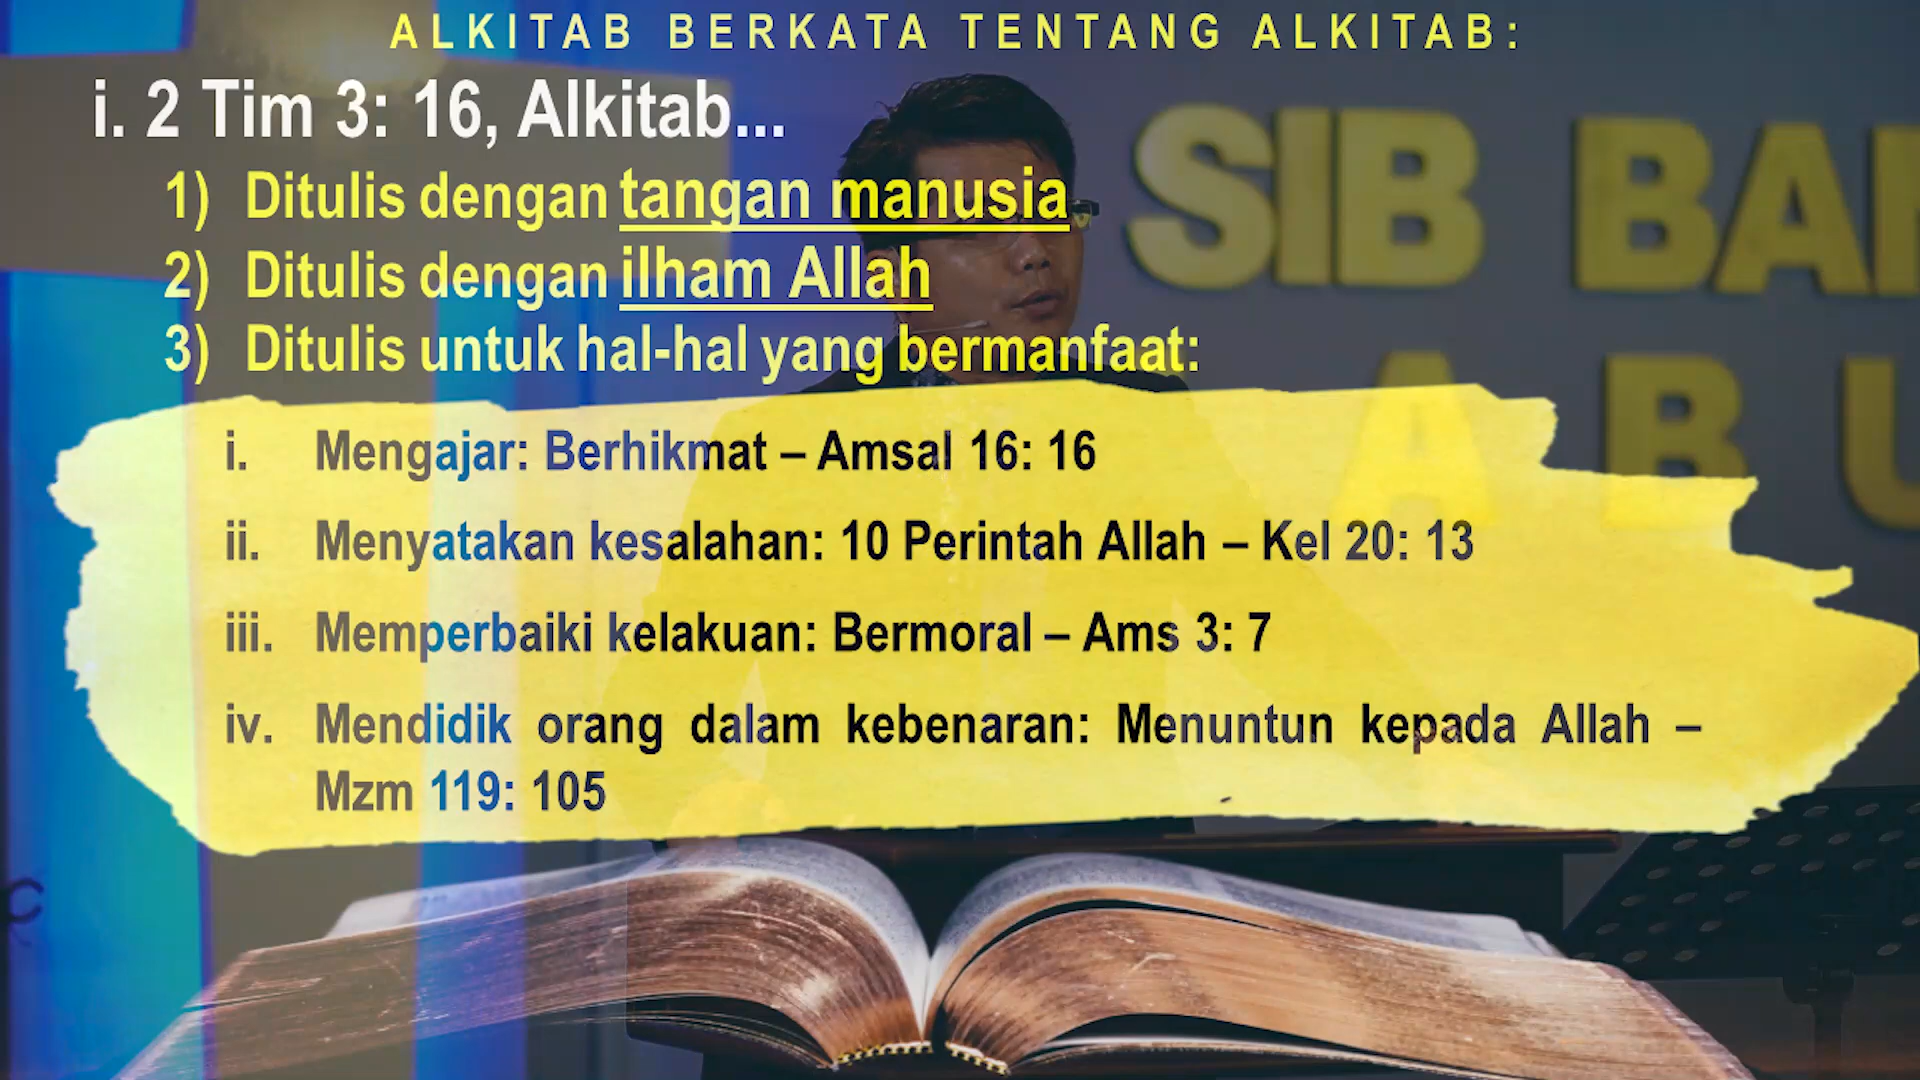 ALKITAB BERKATA TENTANG ALKITAB:
i. 2 Tim 3: 16, Alkitab...
1) Ditulis dengan tangan manusia
2) Ditulis dengan ilham Allah
3) Ditulis untuk hal-hal yang bermanfaat:
i. Mengajar: Berhikmat – Amsal 16: 16
ii. Menyatakan kesalahan: 10 Perintah Allah – Kel 20: 13
iii. Memperbaiki kelakuan: Bermoral – Ams 3: 7
iv. Mendidik orang dalam kebenaran: Menuntun kepada Allah –
Mzm 119: 105
SIB